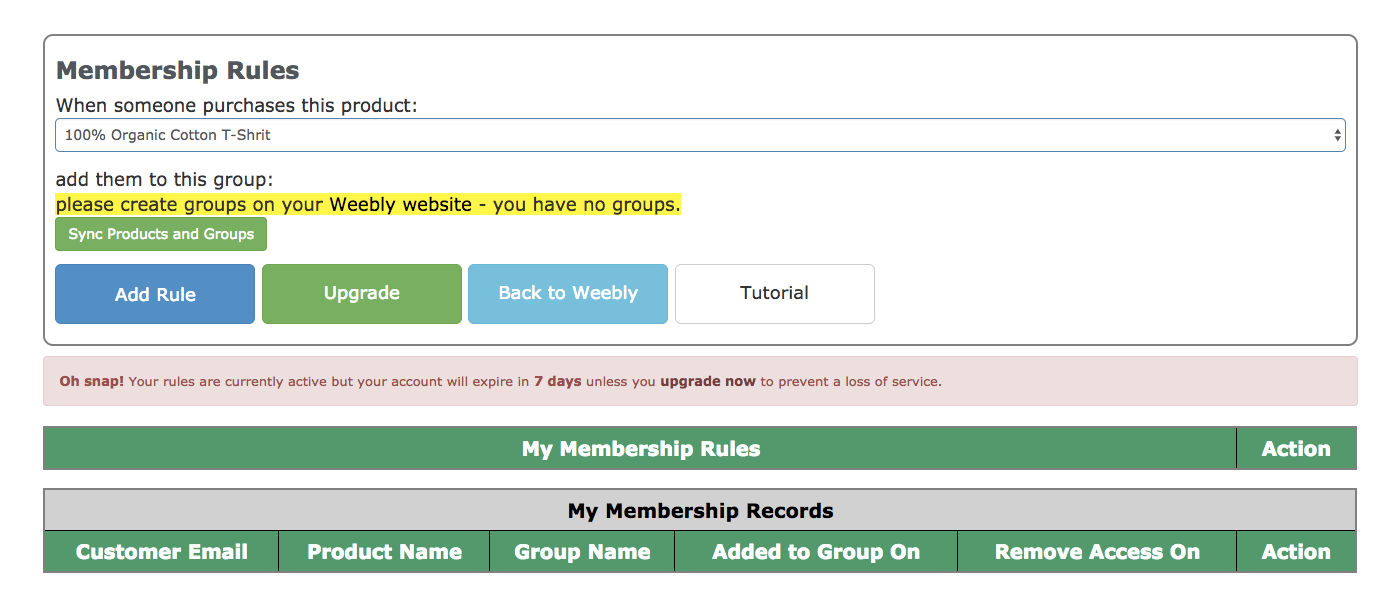 Membership Rules
When someone purchases this product:
100% Organic Cotton T-Shrit
add them to this group:
please create groups on your Weebly website - you have no groups.
Sync Products and Groups
Add Rule Upgrade Back to Weebly Tutorial
Oh snap! Your rules are currently active but your account will expire in 7 days unless you upgrade now to prevent a loss of service.
My Membership Rules Action
My Membership Records
Customer Email Product Name Group Name Added to Group On Remove Access On Action